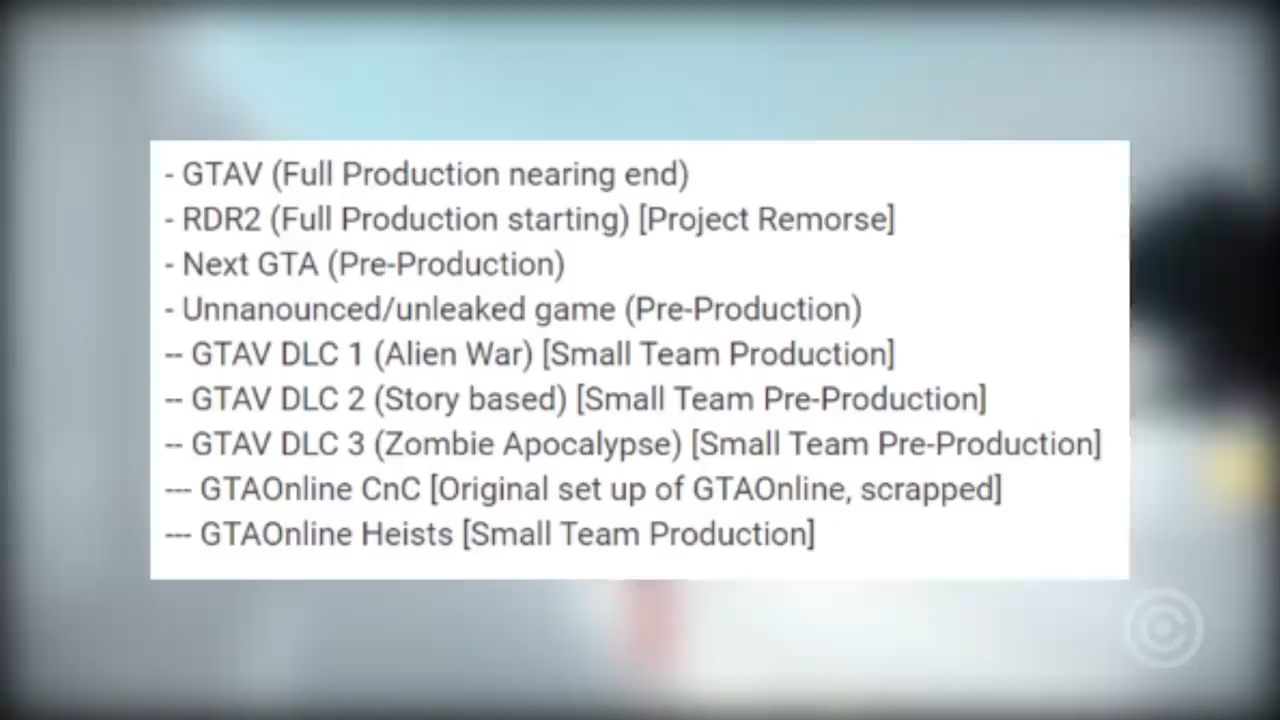 - GTAV (Full Production nearing end)
- RDR2 (Full Production starting) [Project Remorse]
- Next GTA (Pre-Production)
- Unnanounced/unleaked game (Pre-Production)
-- GTAV DLC 1 (Alien War) [Small Team Production]
-- GTAV DLC 2 (Story based) [Small Team Pre-Production]
-- GTAV DLC 3 (Zombie Apocalypse) [Small Team Pre-Production]
--- GTAOnline CnC [Original set up of GTAOnline, scrapped]
--- GTAOnline Heists [Small Team Production]